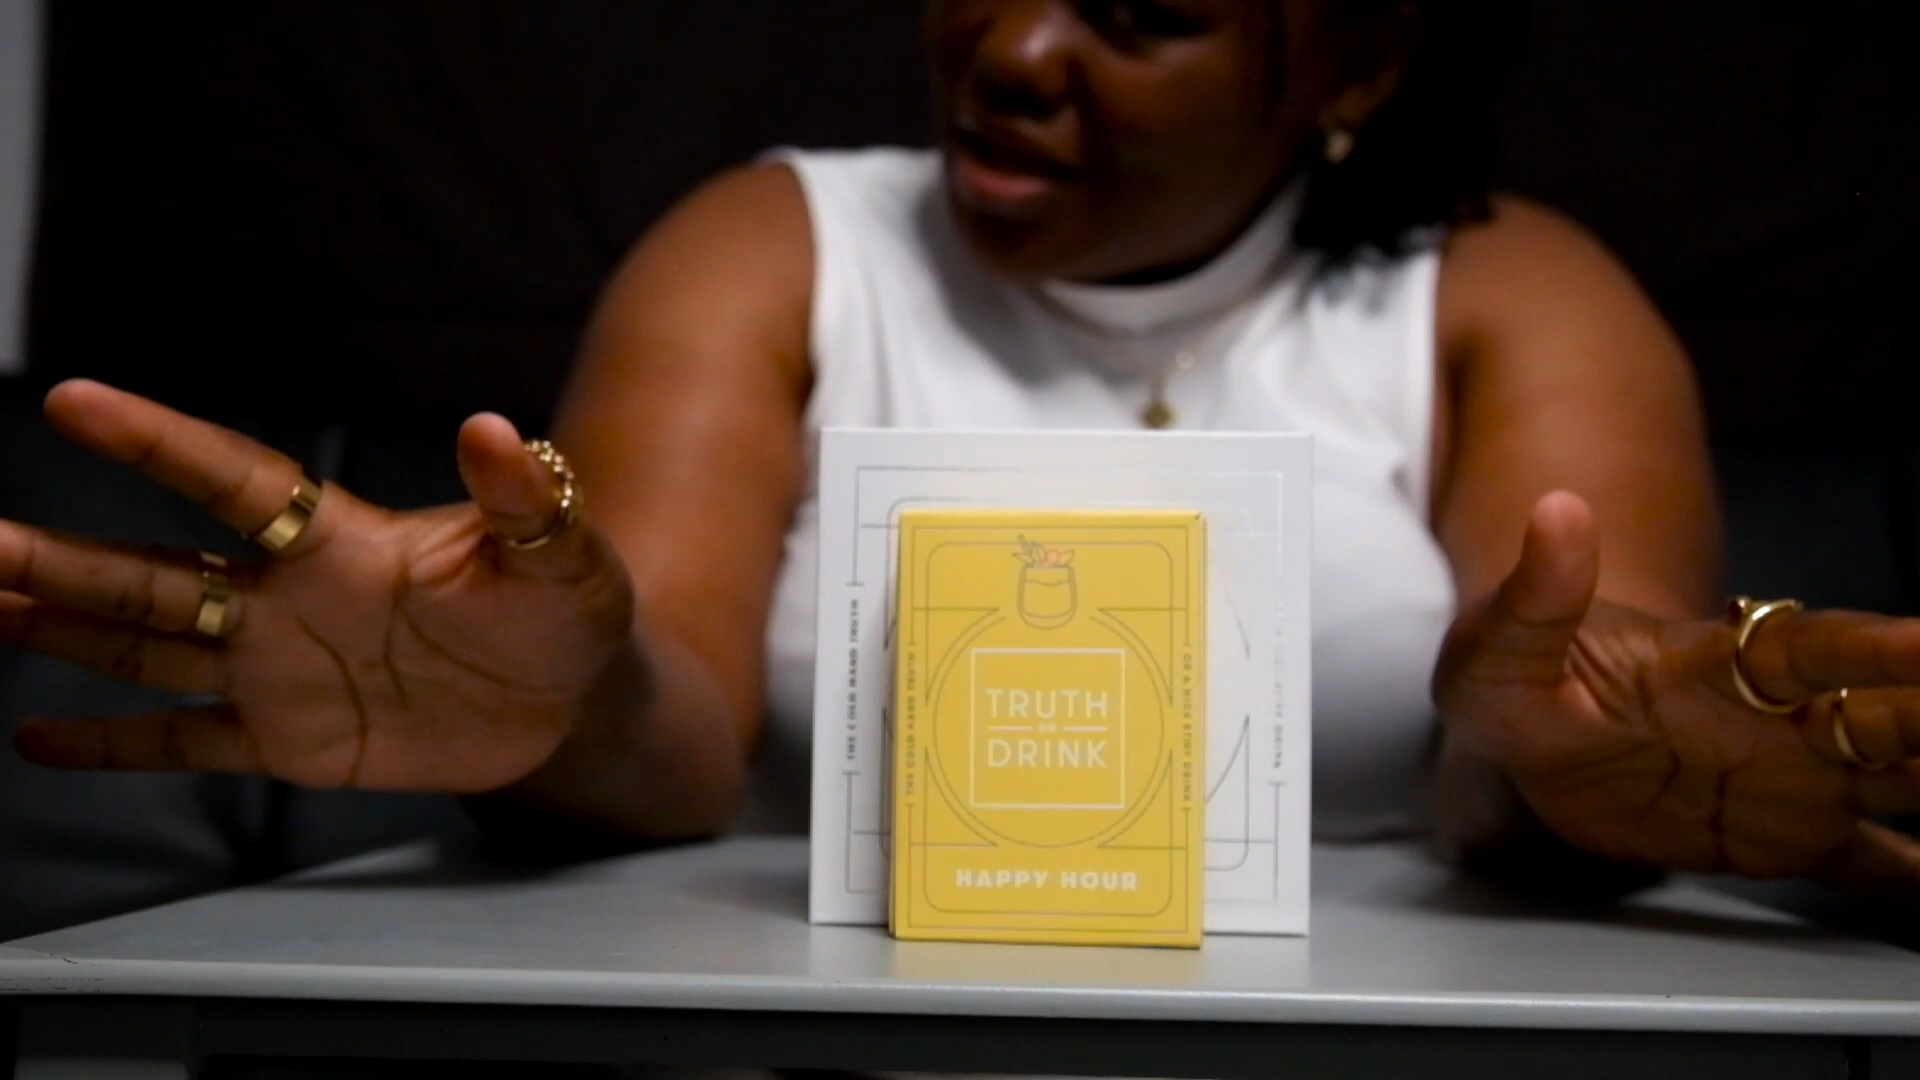 THE COLD HARD TRUTH
THE COLD HARD TRUTH
TRUTH
OR
DRINK
OR A NICE STIFF DRINK
HAPPY HOUR